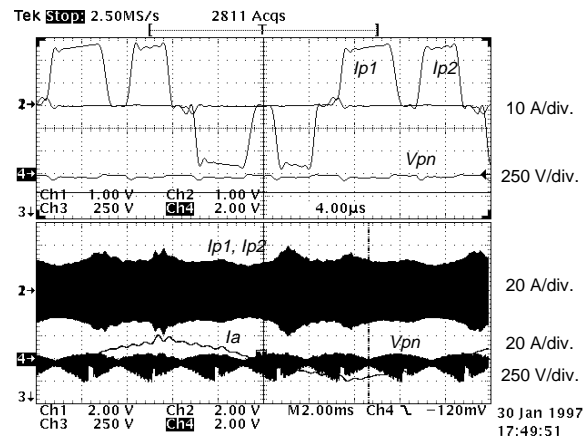 Tek Stop: 2.50MS/s 2811 Acqs
Ip1 Ip2
2→
10 A/div.
Vpn
4→
250 V/div.
Ch1 1.00 V Ch2 1.00 V
3↓ Ch3 250 V Ch4 2.00 V 4.00µs
Ip1, Ip2
2→
20 A/div.
Ia
Vpn
20 A/div.
4→
250 V/div.
3↓
Ch1 2.00 V Ch2 2.00 V M2.00ms Ch4 -120mV
Ch3 250 V Ch4 2.00 V
30 Jan 1997
17:49:51